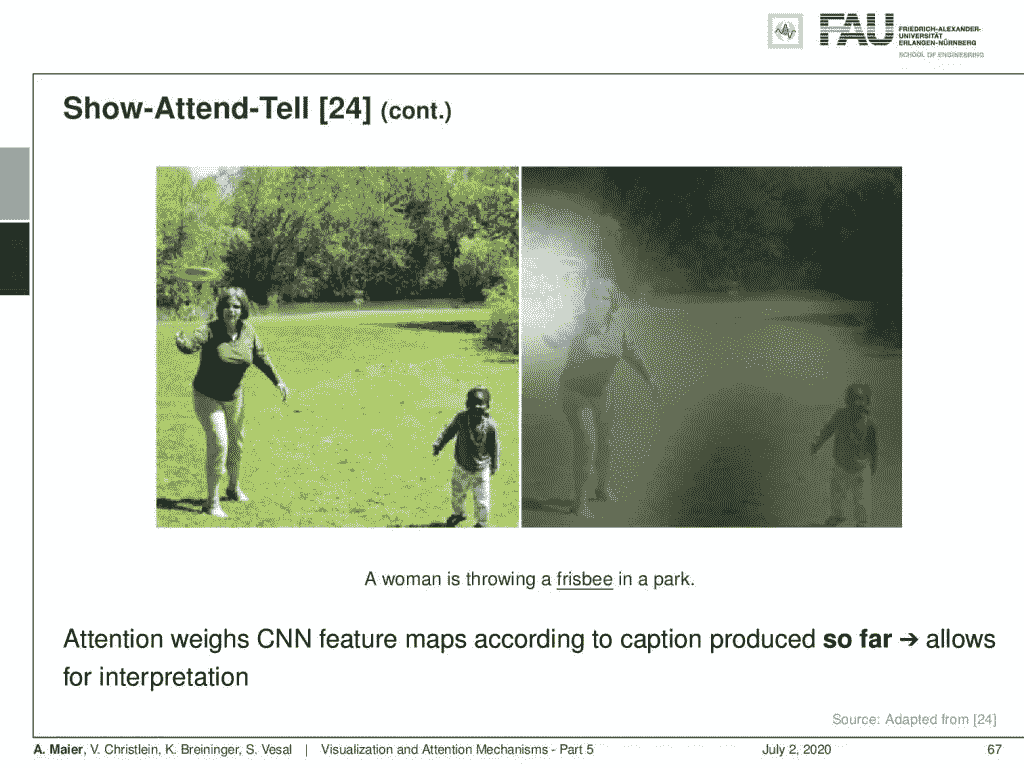 FAU
FRIEDRICH-ALEXANDER-
UNIVERSITÄT
ERLANGEN-NÜRNBERG
SCHOOL OF ENGINEERING
Show-Attend-Tell [24] (cont.)
A woman is throwing a frisbee in a park.
Attention weighs CNN feature maps according to caption produced so far ➔ allows
for interpretation
Source: Adapted from [24]
A. Maier, V. Christlein, K. Breininger, S. Vesal | Visualization and Attention Mechanisms - Part 5 July 2, 2020 67